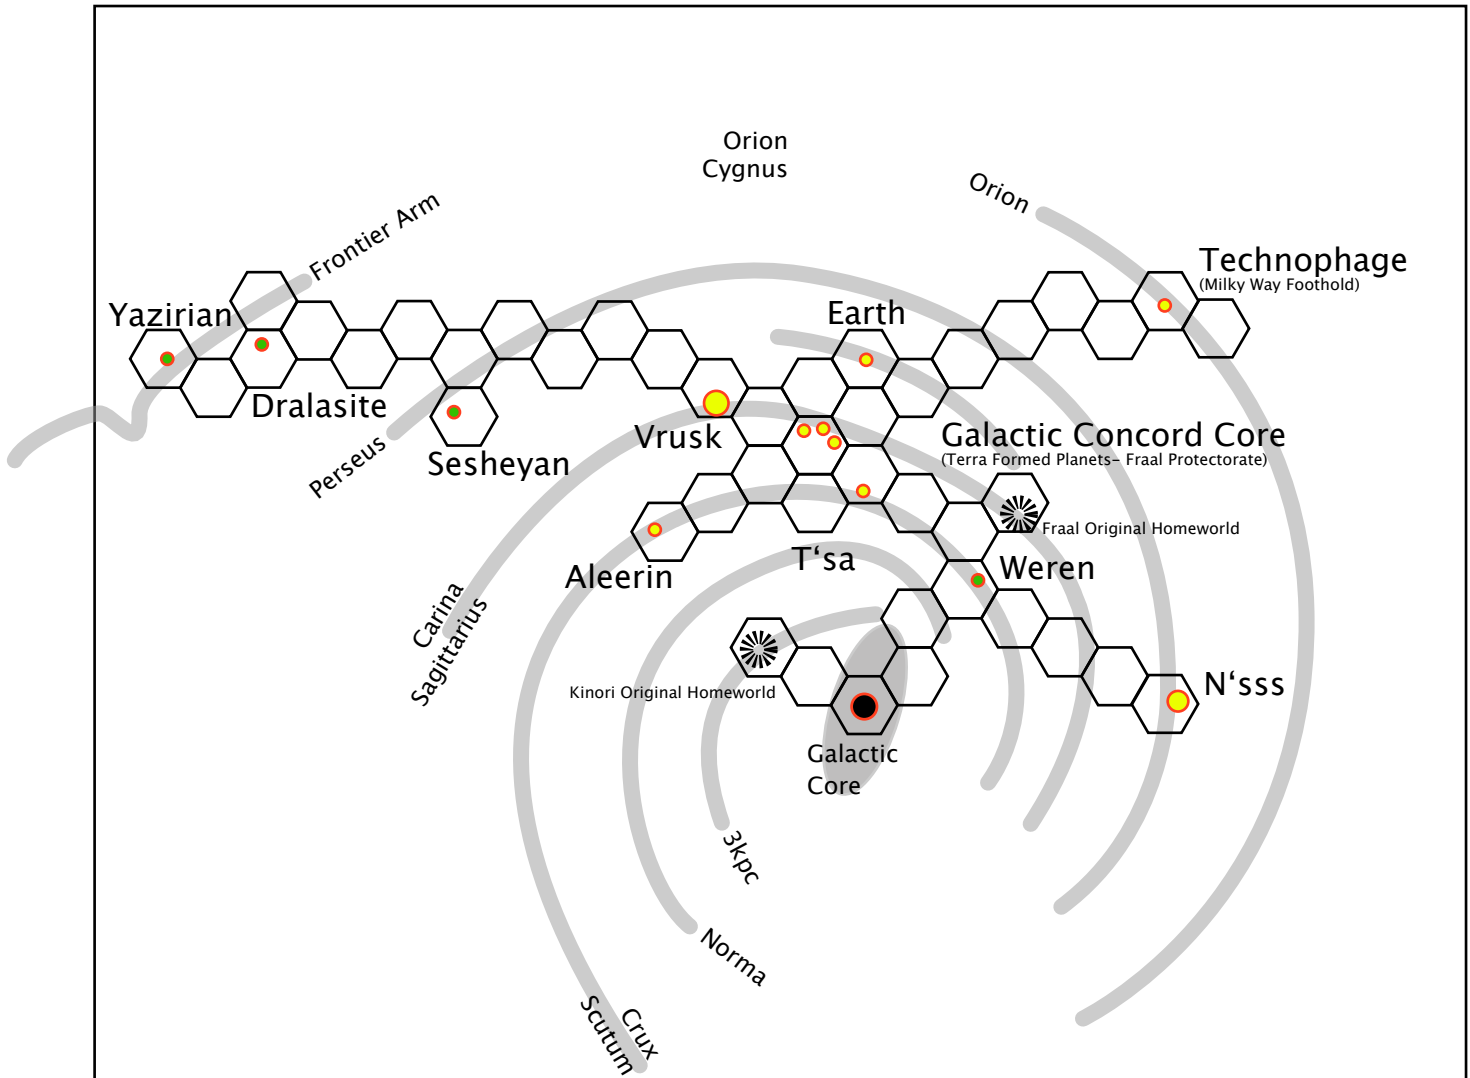 Orion
Cygnus
Orion
Frontier Arm
Technophage
(Milky Way Foothold)
Yazirian
Earth
Dralasite
Vrusk
Galactic Concord Core
(Terra Formed Planets- Fraal Protectorate)
Perseus
Sesheyan
Fraal Original Homeworld
Aleerin
T‘sa
Weren
Carina
Sagittarius
Kinori Original Homeworld
N‘sss
Galactic
Core
3kpc
Norma
Crux
Scutum